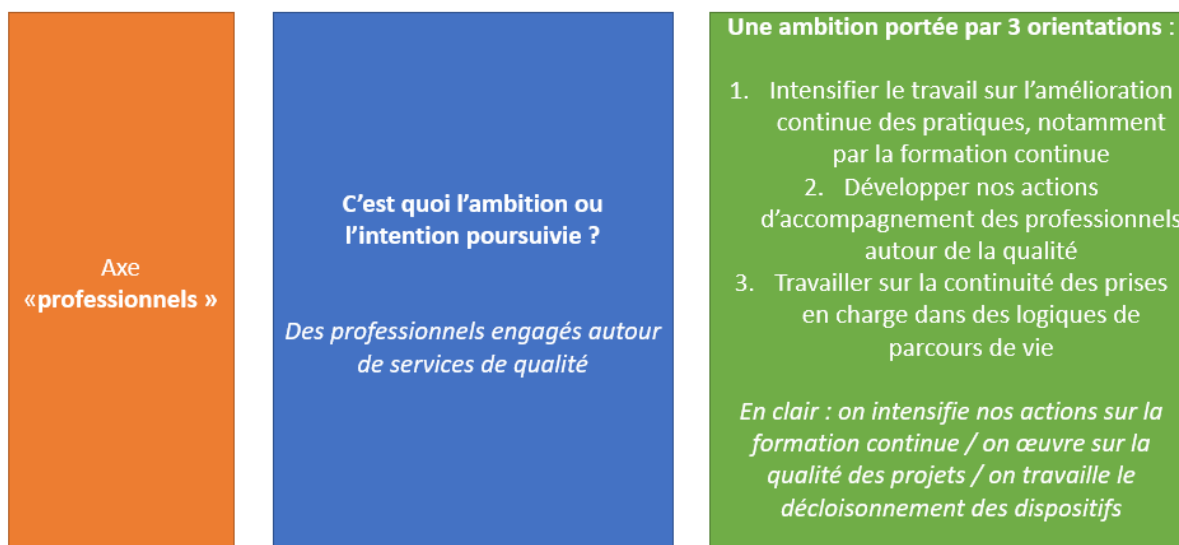 Axe
«professionnels »
C’est quoi l’ambition ou
l’intention poursuivie ?
Des professionnels engagés autour
de services de qualité
Une ambition portée par 3 orientations :
1. Intensifier le travail sur l’amélioration
continue des pratiques, notamment
par la formation continue
2. Développer nos actions
d’accompagnement des professionnels
autour de la qualité
3. Travailler sur la continuité des prises
en charge dans des logiques de
parcours de vie
En clair : on intensifie nos actions sur la
formation continue / on œuvre sur la
qualité des projets / on travaille le
décloisonnement des dispositifs